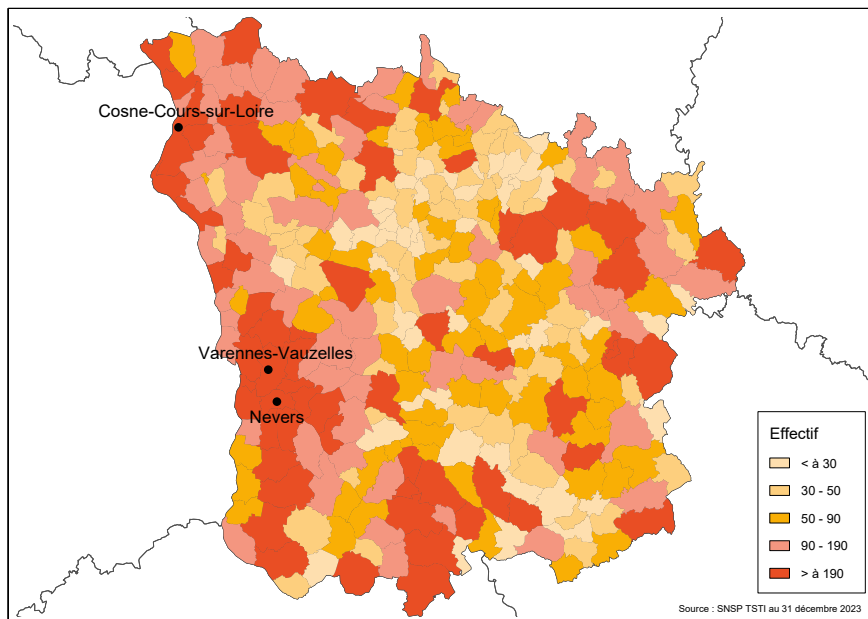 Cosne-Cours-sur-Loire
Varennes-Vauzelles
Nevers
Effectif
< à 30
30 - 50
50 - 90
90 - 190
> à 190
Source : SNSP TSTI au 31 décembre 2023